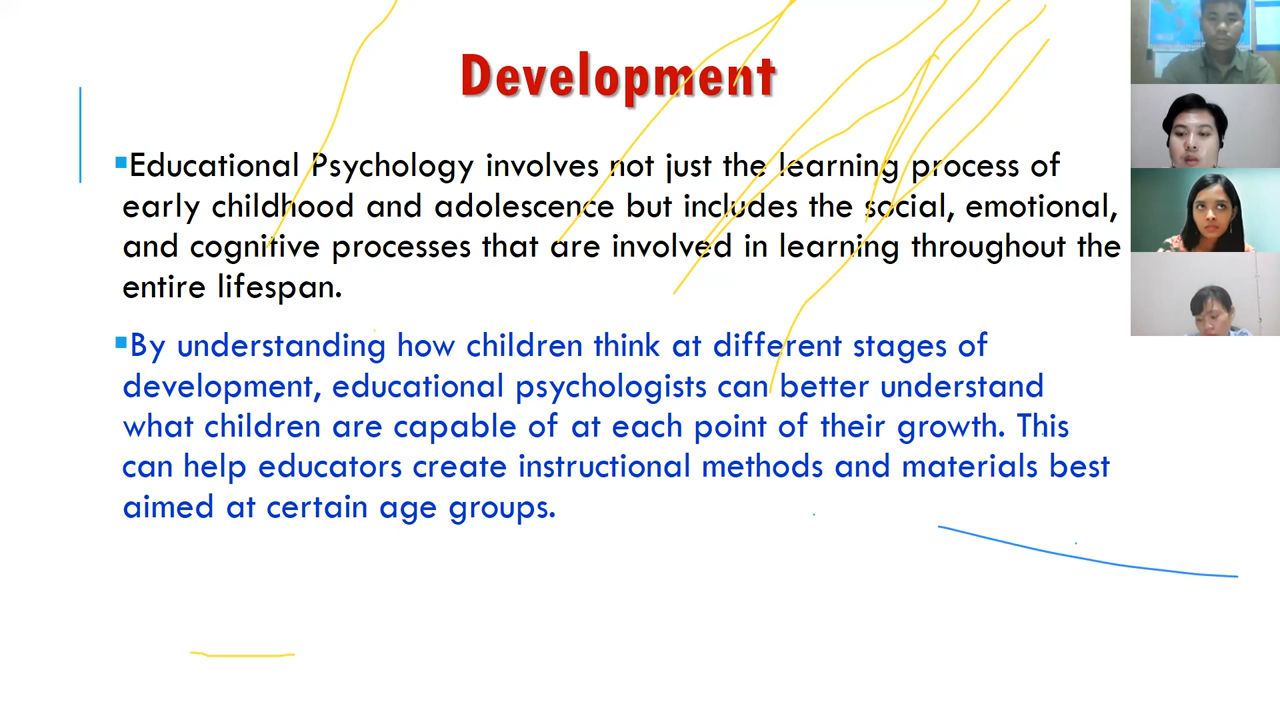 Development
▪Educational Psychology involves not just the learning process of
early childhood and adolescence but includes the social, emotional,
and cognitive processes that are involved in learning throughout the
entire lifespan.
▪By understanding how children think at different stages of
development, educational psychologists can better understand
what children are capable of at each point of their growth. This
can help educators create instructional methods and materials best
aimed at certain age groups.